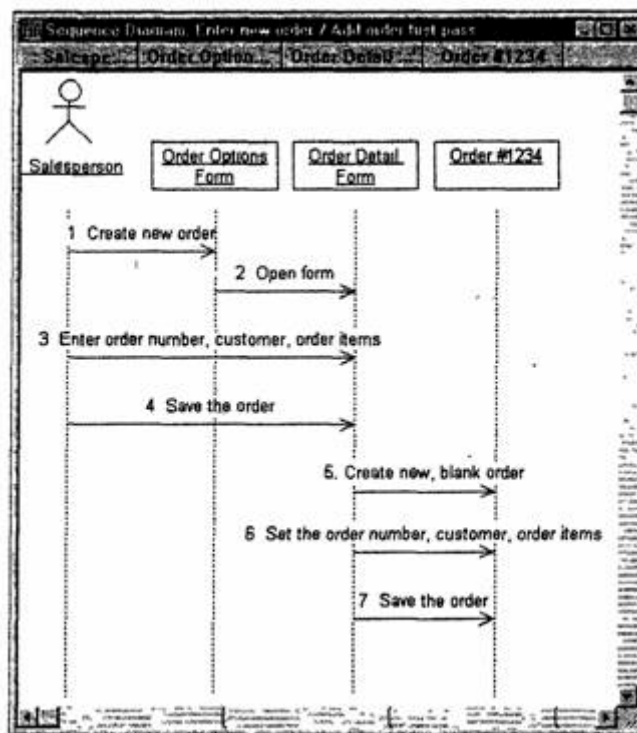 Sequence Diagram: Enter new order / Add order first pass
: Salespe... :Order Option... :Order Detail ... Order #1234
Salesperson
Order Options
Form
Order Detail
Form
Order #1234
1 Create new order
2 Open form
3 Enter order number, customer, order items
4 Save the order
5. Create new, blank order
6 Set the order number, customer, order items
7 Save the order